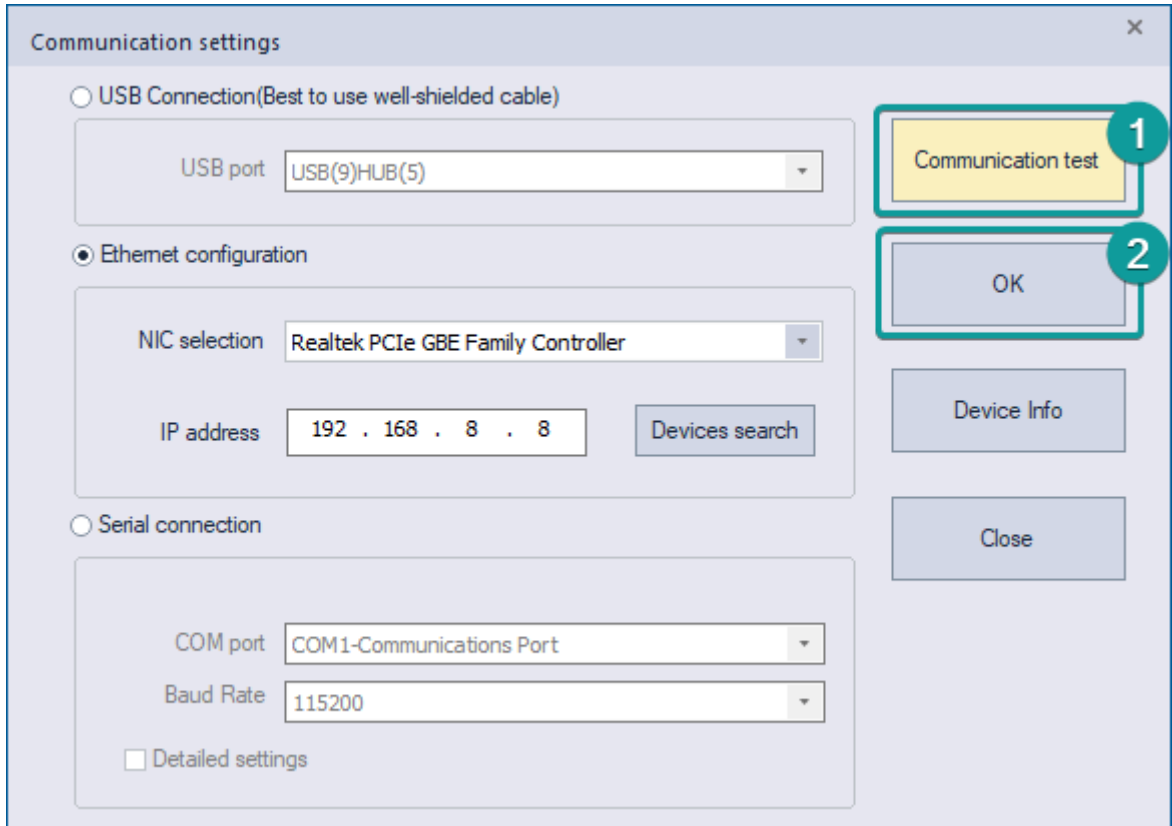 Communication settings
USB Connection(Best to use well-shielded cable)
USB port
USB(9)HUB(5)
Communication test
1
Ethernet configuration
OK
2
NIC selection
Realtek PCIe GBE Family Controller
IP address
192 . 168 . 8 . 8
Devices search
Device Info
Serial connection
Close
COM port
COM1-Communications Port
Baud Rate
115200
Detailed settings